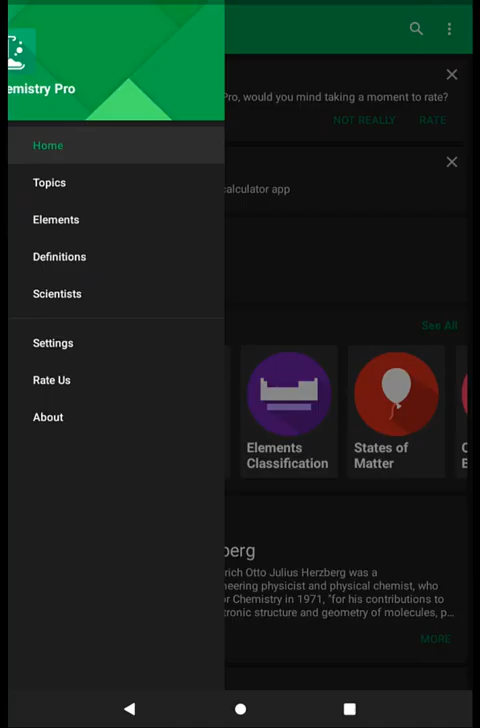 emistry Pro
Home
Topics
Elements
Definitions
Scientists
Settings
Rate Us
About
Pro, would you mind taking a moment to rate?
NOT REALLY
RATE
calculator app
See All
Elements
Classification
States of
Matter
berg
rich Otto Julius Herzberg was a
neering physicist and physical chemist, who
or Chemistry in 1971, "for his contributions to
tronic structure and geometry of molecules, p...
MORE